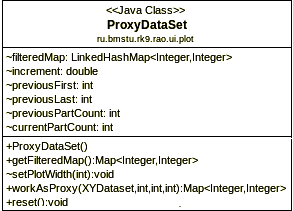 <<Java Class>>
ProxyDataSet
ru.bmstu.rk9.rao.ui.plot
~filteredMap: LinkedHashMap<Integer,Integer>
~increment: double
~previousFirst: int
~previousLast: int
~previousPartCount: int
~currentPartCount: int
+ProxyDataSet()
+getFilteredMap():Map<Integer,Integer>
~setPlotWidth(int):void
+workAsProxy(XYDataset,int,int,int):Map<Integer,Integer>
+reset():void